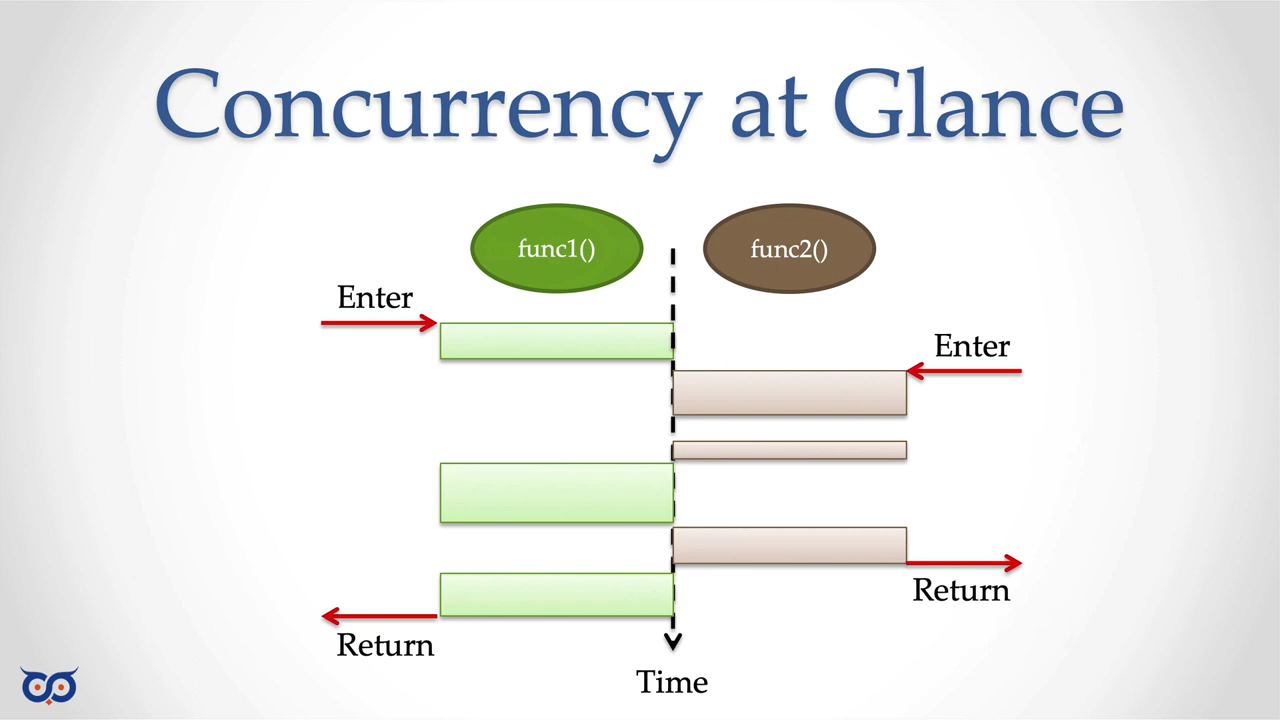 Concurrency at Glance
func1()
func2()
Enter
Enter
Return
Return
Time